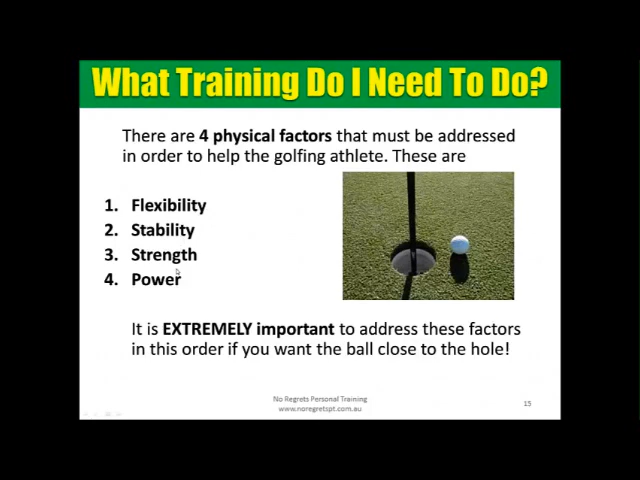 What Training Do I Need To Do?
There are 4 physical factors that must be addressed
in order to help the golfing athlete. These are
1. Flexibility
2. Stability
3. Strength
4. Power
It is EXTREMELY important to address these factors
in this order if you want the ball close to the hole!
No Regrets Personal Training
www.noregretspt.com.au
15